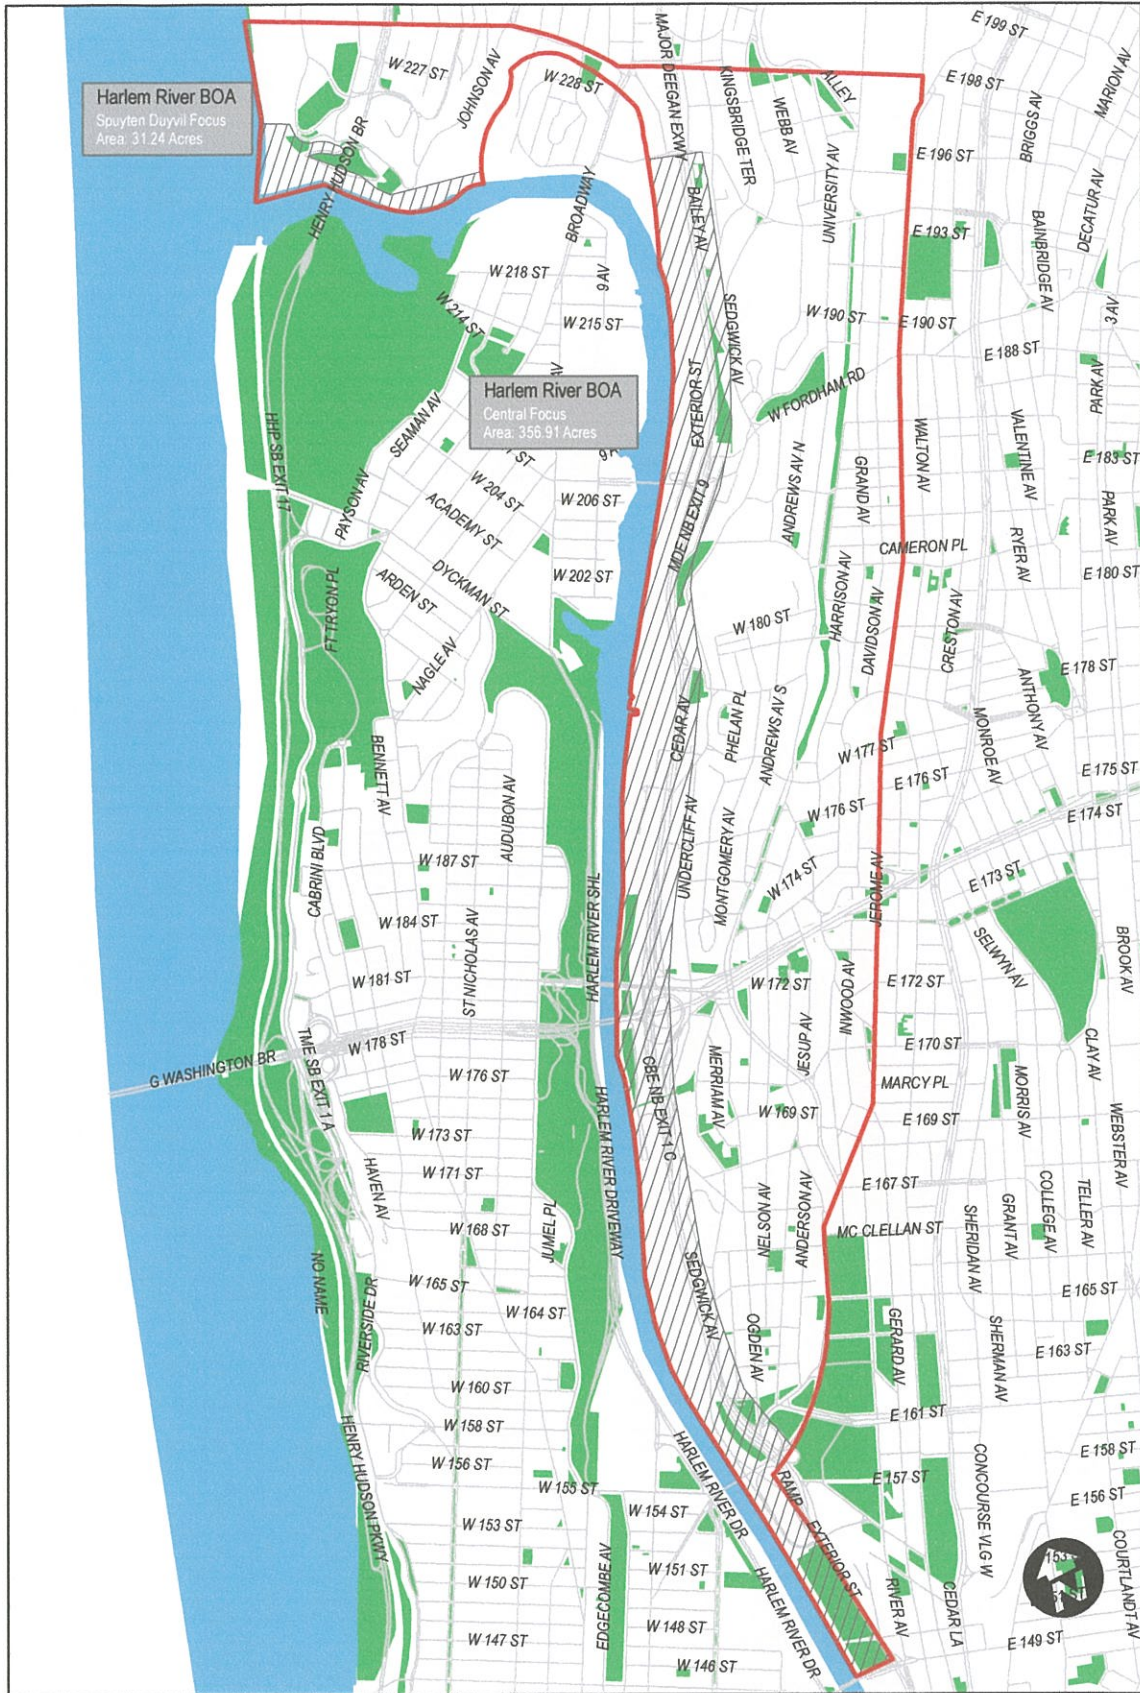 E 199 ST
MAJOR DEEGAN EXWY
W 227 ST
JOHNSON AV
W 228 ST
KINGSBRIDGE TER
WEBB AV
ALLEY
E 198 ST
BRIGGS AV
MARION AV
Harlem River BOA
Spuyten Duyvil Focus
Area: 31.24 Acres
HENRY HUDSON BR
UNIVERSITY AV
E 196 ST
BROADWAY
BAILEY AV
E 193 ST
BAINBRIDGE AV
DECATUR AV
W 218 ST
9 AV
W 214 ST
W 215 ST
SEDGWICK AV
W 190 ST
E 190 ST
E 188 ST
3 AV
Harlem River BOA
Central Focus
Area: 356.91 Acres
AV
EXTERIOR ST
W FORDHAM RD
PARK AV
SEAMAN AV
HHP SB EXIT 17
WALTON AV
VALENTINE AV
E 183 ST
W 204 ST
W 206 ST
ANDREWS AV N
GRAND AV
PAYSON AV
ACADEMY ST
MDE NB EXIT 9
CAMERON PL
RYER AV
PARK AV
W 202 ST
E 180 ST
ARDEN ST
DYCKMAN ST
FT TRYON PL
HARRISON AV
DAVIDSON AV
CRESTON AV
W 180 ST
NAGLE AV
E 178 ST
ANTHONY AV
CEDAR AV
PHELAN PL
ANDREWS AV S
MONROE AV
W 177 ST
E 176 ST
E 175 ST
BENNETT AV
AUDUBON AV
UNDERCLIFF AV
MONTGOMERY AV
W 176 ST
E 174 ST
CABRINI BLVD
W 187 ST
W 174 ST
JEROME AV
E 173 ST
W 184 ST
HARLEM RIVER SHL
SELWYN AV
BROOK AV
W 181 ST
ST NICHOLAS AV
W 172 ST
INWOOD AV
E 172 ST
W 178 ST
TME SB EXIT 1 A
JESUP AV
E 170 ST
CLAY AV
G WASHINGTON BR
W 176 ST
CBE NB EXIT 1 C
MERRIAM AV
MARCY PL
MORRIS AV
W 173 ST
HARLEM RIVER DRIVEWAY
W 169 ST
E 169 ST
WEBSTER AV
W 171 ST
HAVEN AV
NELSON AV
ANDERSON AV
E 167 ST
COLLEGE AV
TELLER AV
W 168 ST
JUMEL PL
MC CLELLAN ST
SHERIDAN AV
GRANT AV
NO NAME
W 165 ST
SEDGWICK AV
E 165 ST
RIVERSIDE DR
W 163 ST
W 164 ST
OGDEN AV
GERARD AV
SHERMAN AV
E 163 ST
W 160 ST
W 158 ST
E 161 ST
HENRY HUDSON PKWY
W 156 ST
HARLEM RIVER DR
CONCOURSE VLG W
E 158 ST
W 155 ST
RAMP
E 157 ST
W 154 ST
E 156 ST
W 153 ST
EXTERIOR ST
COURTLANDT AV
EDGECOMBE AV
W 151 ST
HARLEM RIVER DR
153
W 150 ST
RIVER AV
CEDAR LA
W 148 ST
W 147 ST
E 149 ST
W 146 ST